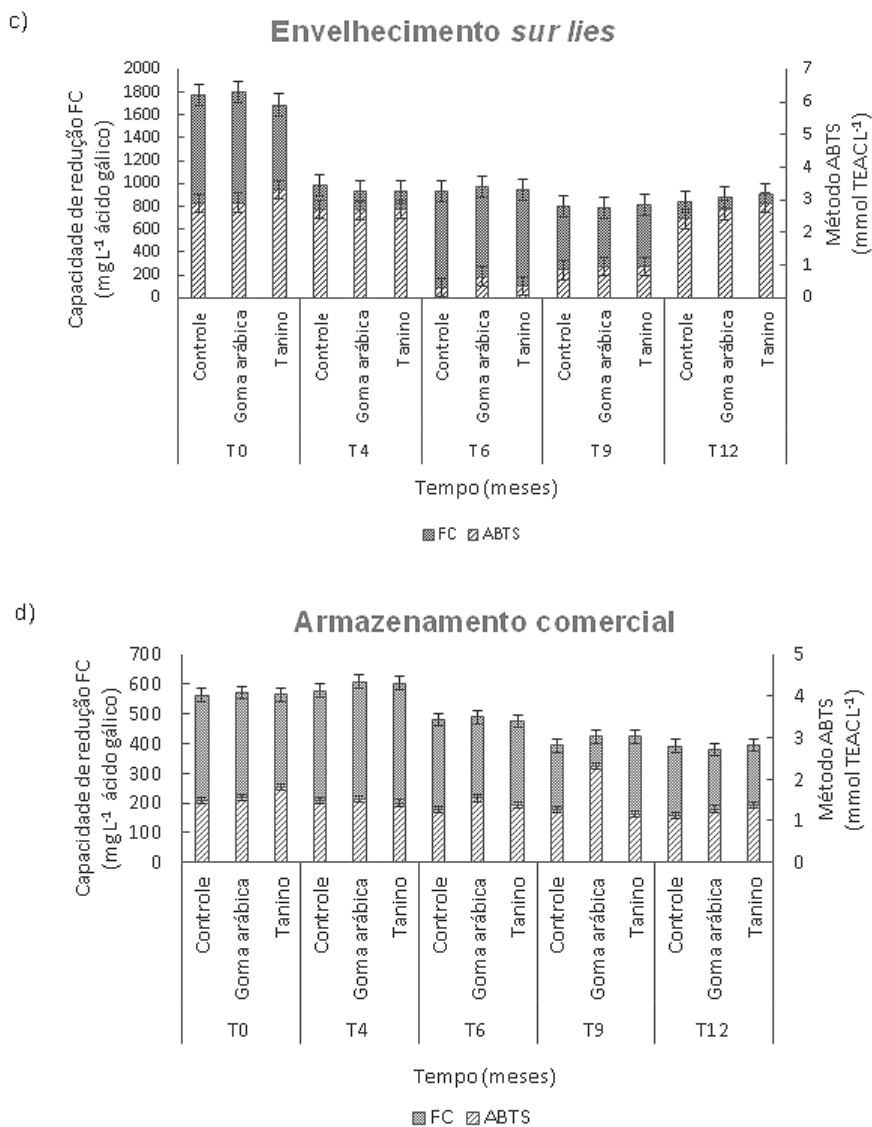 c)
Envelhecimento sur lies
Capacidade de redução FC
(mg L-1 ácido gálico)
2000
1800
1600
1400
1200
1000
800
600
400
200
0
7
6
5
4
3
2
1
0
Método ABTS
(mmol TEAC L-1)
Controle
Goma arábica
Tanino
Controle
Goma arábica
Tanino
Controle
Goma arábica
Tanino
Controle
Goma arábica
Tanino
Controle
Goma arábica
Tanino
T0 T4 T6 T9 T12
Tempo (meses)
FC ABTS
d)
Armazenamento comercial
Capacidade de redução FC
(mg L-1 ácido gálico)
700
600
500
400
300
200
100
0
5
4
3
2
1
0
Método ABTS
(mmol TEAC L-1)
Controle
Goma arábica
Tanino
Controle
Goma arábica
Tanino
Controle
Goma arábica
Tanino
Controle
Goma arábica
Tanino
Controle
Goma arábica
Tanino
T0 T4 T6 T9 T12
Tempo (meses)
FC ABTS